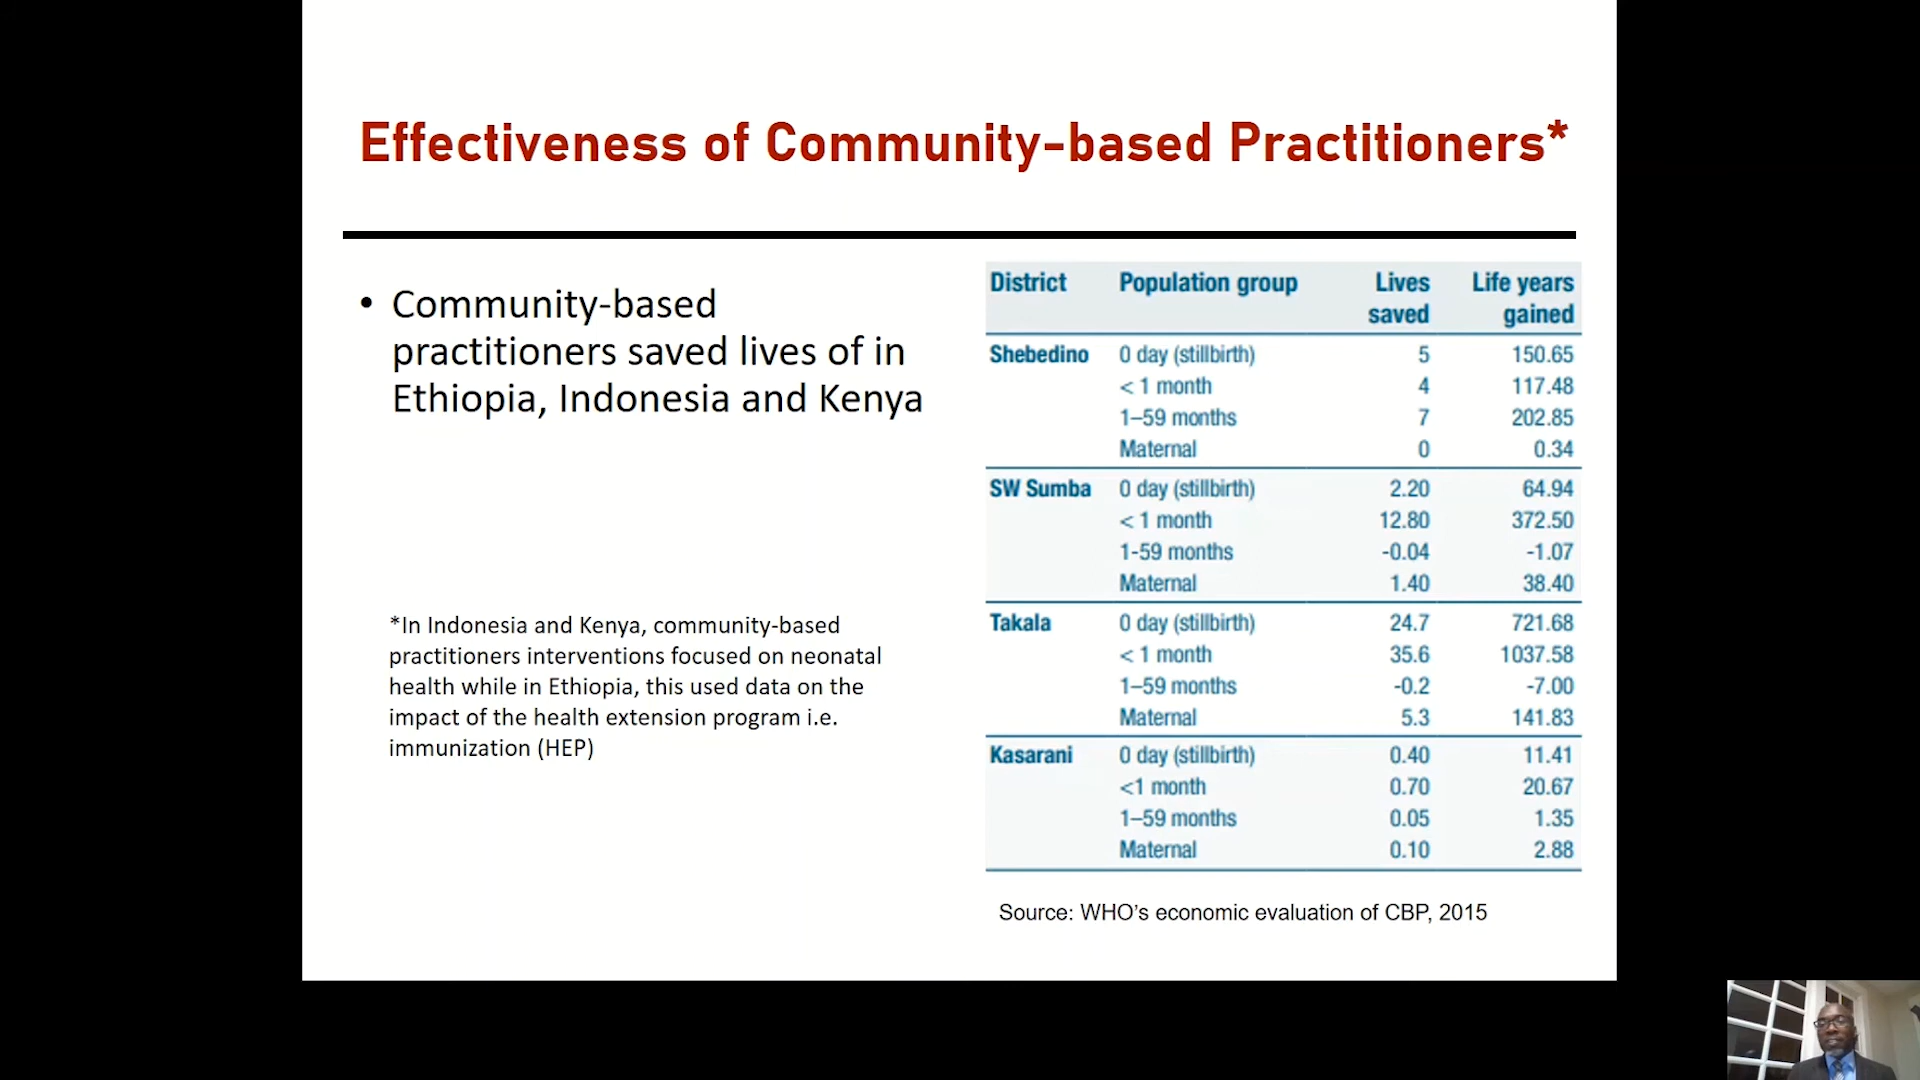 Effectiveness of Community-based Practitioners*
• Community-based
practitioners saved lives of in
Ethiopia, Indonesia and Kenya
*In Indonesia and Kenya, community-based
practitioners interventions focused on neonatal
health while in Ethiopia, this used data on the
impact of the health extension program i.e.
immunization (HEP)
District Population group Lives saved Life years gained
Shebedino 0 day (stillbirth) 5 150.65
< 1 month 4 117.48
1–59 months 7 202.85
Maternal 0 0.34
SW Sumba 0 day (stillbirth) 2.20 64.94
< 1 month 12.80 372.50
1-59 months -0.04 -1.07
Maternal 1.40 38.40
Takala 0 day (stillbirth) 24.7 721.68
< 1 month 35.6 1037.58
1–59 months -0.2 -7.00
Maternal 5.3 141.83
Kasarani 0 day (stillbirth) 0.40 11.41
<1 month 0.70 20.67
1–59 months 0.05 1.35
Maternal 0.10 2.88
Source: WHO’s economic evaluation of CBP, 2015